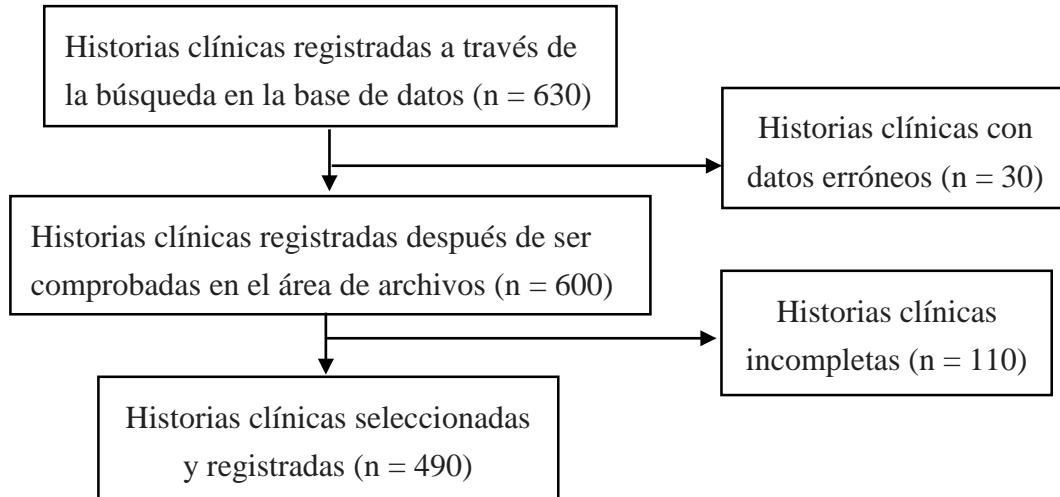 Historias clínicas registradas a través de
la búsqueda en la base de datos (n = 630)
Historias clínicas con
datos erróneos (n = 30)
Historias clínicas registradas después de ser
comprobadas en el área de archivos (n = 600)
Historias clínicas
incompletas (n = 110)
Historias clínicas seleccionadas
y registradas (n = 490)